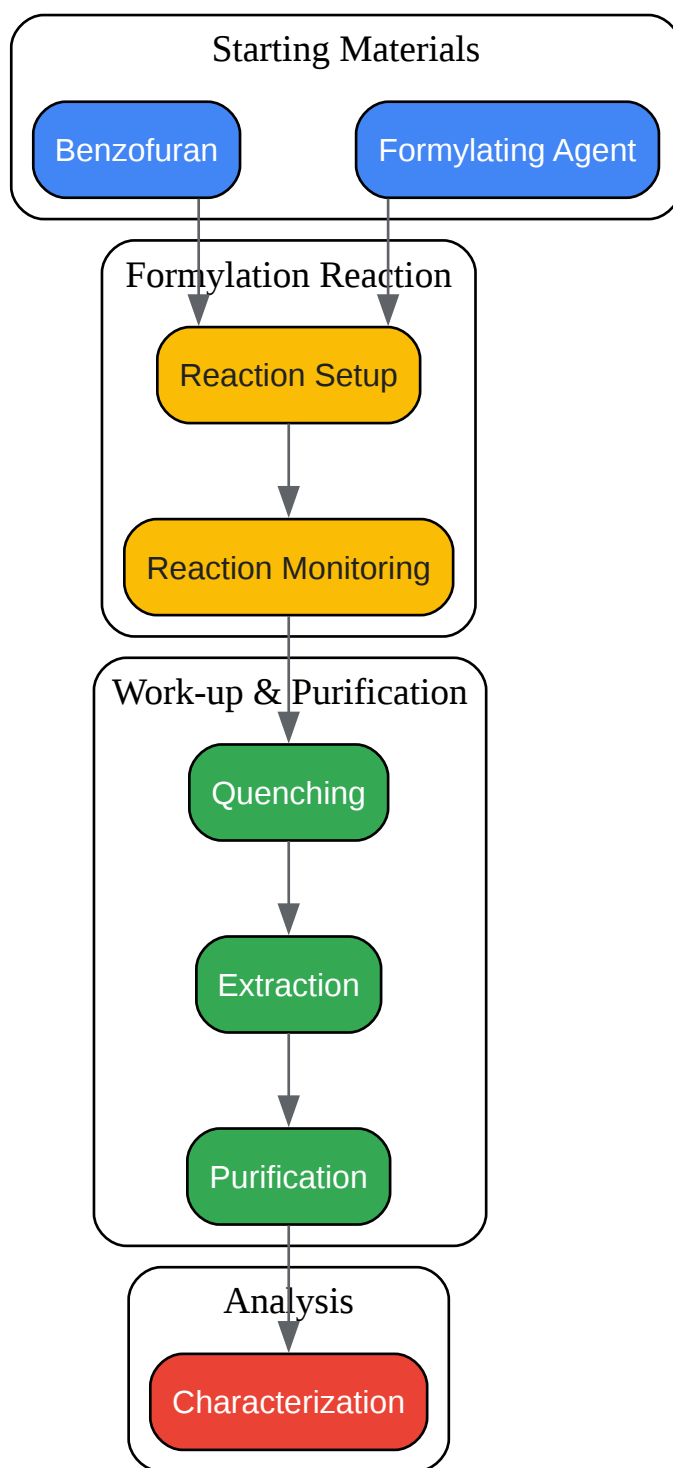 Starting Materials
Benzofuran
Formylating Agent
Formylation Reaction
Reaction Setup
Reaction Monitoring
Work-up & Purification
Quenching
Extraction
Purification
Analysis
Characterization